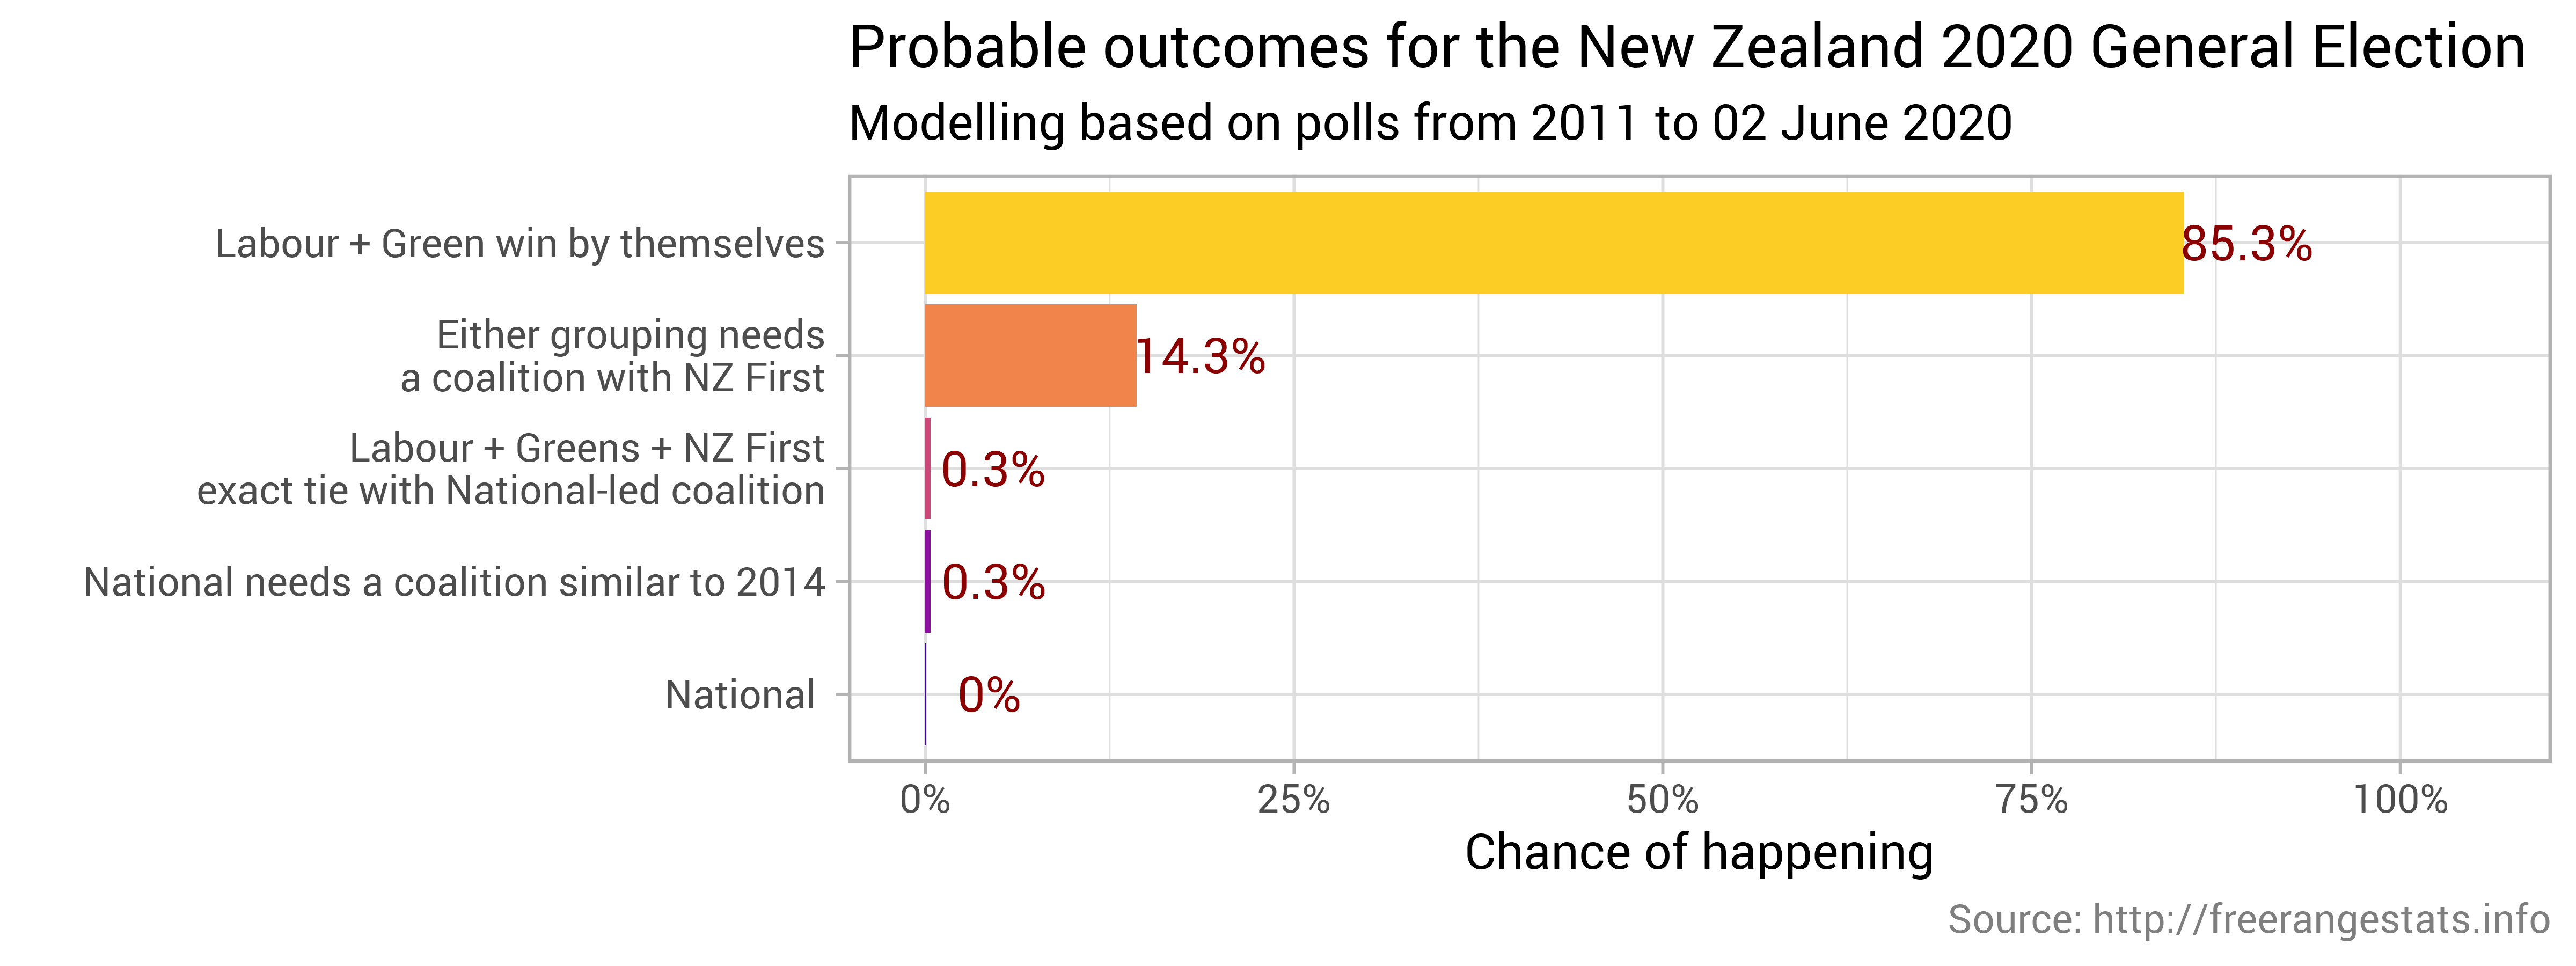 Probable outcomes for the New Zealand 2020 General Election
Modelling based on polls from 2011 to 02 June 2020
Labour + Green win by themselves
85.3%
Either grouping needs
a coalition with NZ First
14.3%
Labour + Greens + NZ First
exact tie with National-led coalition
0.3%
National needs a coalition similar to 2014
0.3%
National
0%
0%
25%
50%
75%
100%
Chance of happening
Source: http://freerangestats.info